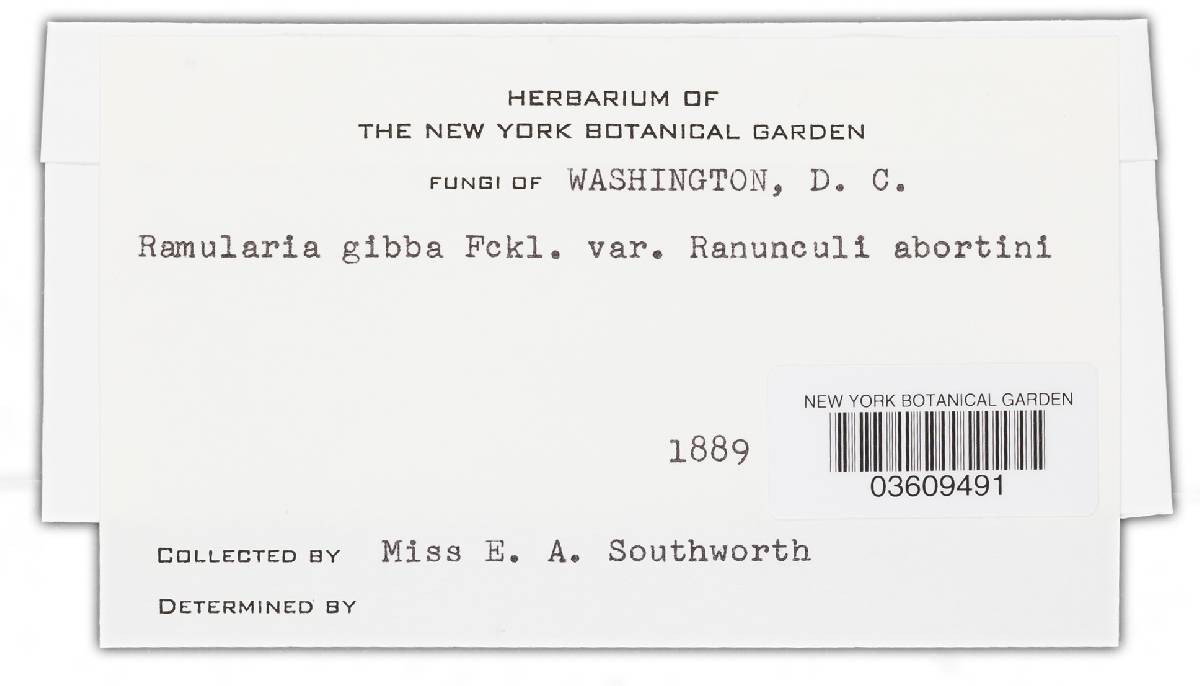 HERBARIUM OF
THE NEW YORK BOTANICAL GARDEN
FUNGI OF WASHINGTON, D. C.
Ramularia gibba Fckl. var. Ranunculi abortini
1889
NEW YORK BOTANICAL GARDEN
03609491
COLLECTED BY Miss E. A. Southworth
DETERMINED BY